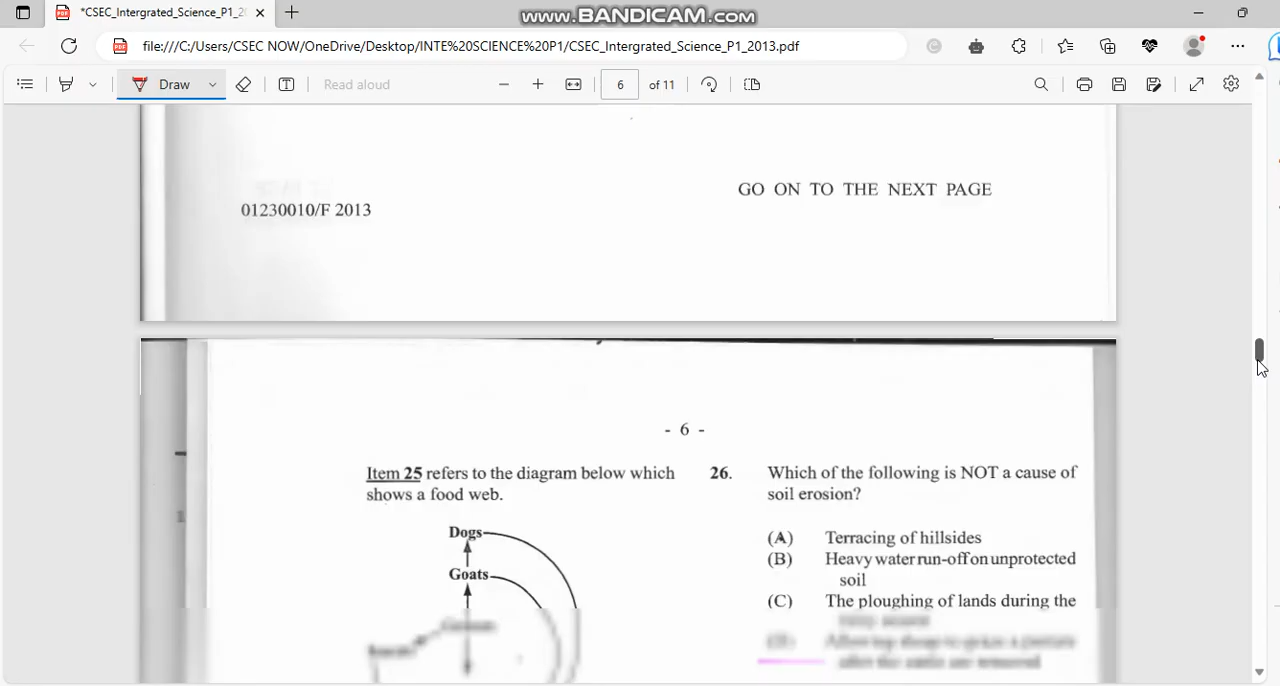 www.BANDICAM.com
*CSEC_Intergrated_Science_P1_2
file:///C:/Users/CSEC NOW/OneDrive/Desktop/INTE%20SCIENCE%20P1/CSEC_Intergrated_Science_P1_2013.pdf
Draw
Read aloud
6 of 11
GO ON TO THE NEXT PAGE
01230010/F 2013
- 6 -
Item 25 refers to the diagram below which
shows a food web.
Dogs
Goats
26. Which of the following is NOT a cause of
soil erosion?
(A) Terracing of hillsides
(B) Heavy water run-off on unprotected
soil
(C) The ploughing of lands during the